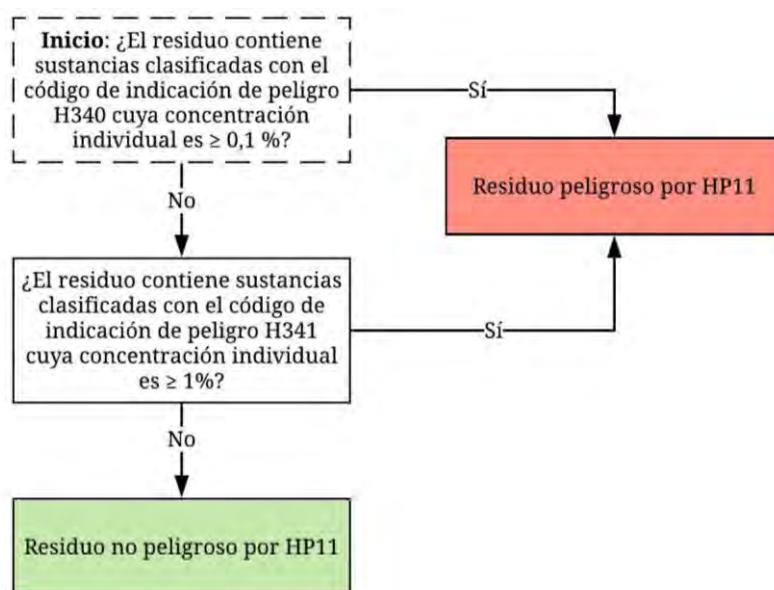 Inicio: ¿El residuo contiene
sustancias clasificadas con el
código de indicación de peligro
H340 cuya concentración
individual es ≥ 0,1 %?
Sí
Residuo peligroso por HP11
No
¿El residuo contiene sustancias
clasificadas con el código de
indicación de peligro H341
cuya concentración individual
es ≥ 1%?
Sí
No
Residuo no peligroso por HP11